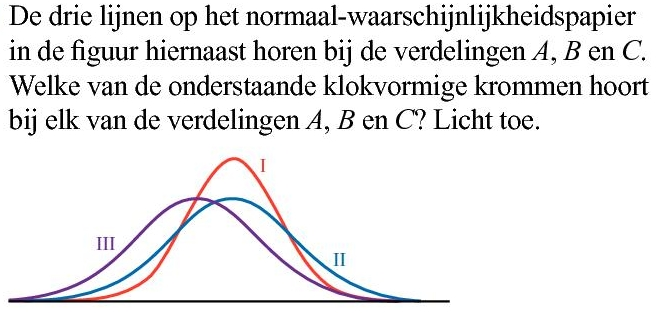 De drie lijnen op het normaal-waarschijnlijkheidspapier
in de figuur hiernaast horen bij de verdelingen A, B en C.
Welke van de onderstaande klokvormige krommen hoort
bij elk van de verdelingen A, B en C? Licht toe.
I
III
II